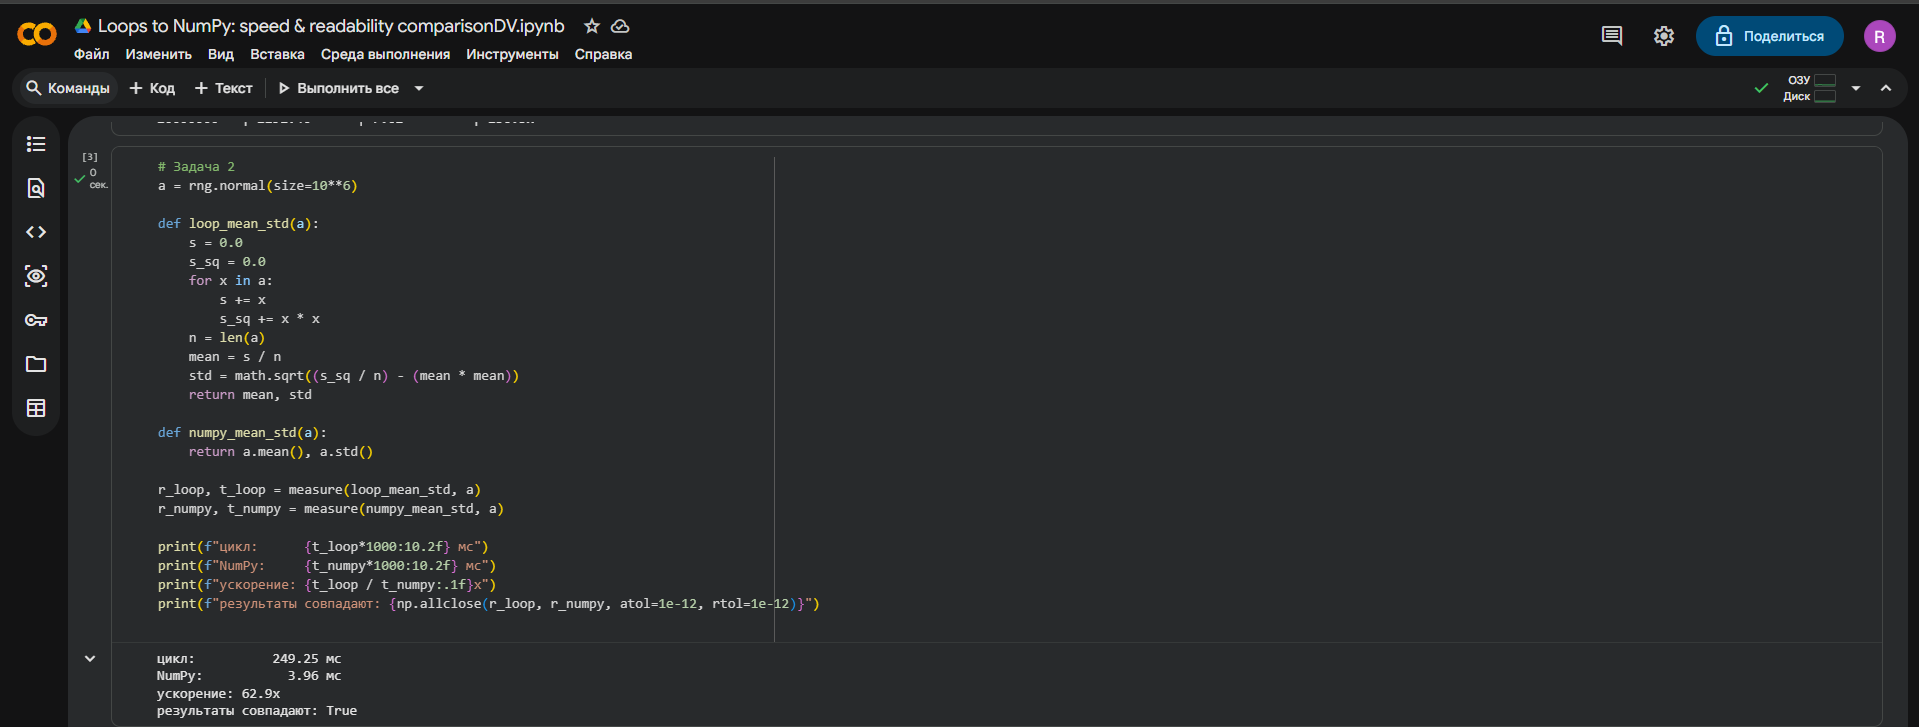 Loops to NumPy: speed & readability comparisonDV.ipynb
Файл Изменить Вид Вставка Среда выполнения Инструменты Справка
Поделиться
R
Команды + Код + Текст Выполнить все
ОЗУ
Диск
[3]
0
сек.
# Задача 2
a = rng.normal(size=10**6)
def loop_mean_std(a):
    s = 0.0
    s_sq = 0.0
    for x in a:
        s += x
        s_sq += x * x
    n = len(a)
    mean = s / n
    std = math.sqrt((s_sq / n) - (mean * mean))
    return mean, std
def numpy_mean_std(a):
    return a.mean(), a.std()
r_loop, t_loop = measure(loop_mean_std, a)
r_numpy, t_numpy = measure(numpy_mean_std, a)
print(f"цикл:      {t_loop*1000:10.2f} мс")
print(f"NumPy:     {t_numpy*1000:10.2f} мс")
print(f"ускорение: {t_loop / t_numpy:.1f}x")
print(f"результаты совпадают: {np.allclose(r_loop, r_numpy, atol=1e-12, rtol=1e-12)}")
цикл:          249.25 мс
NumPy:           3.96 мс
ускорение: 62.9x
результаты совпадают: True